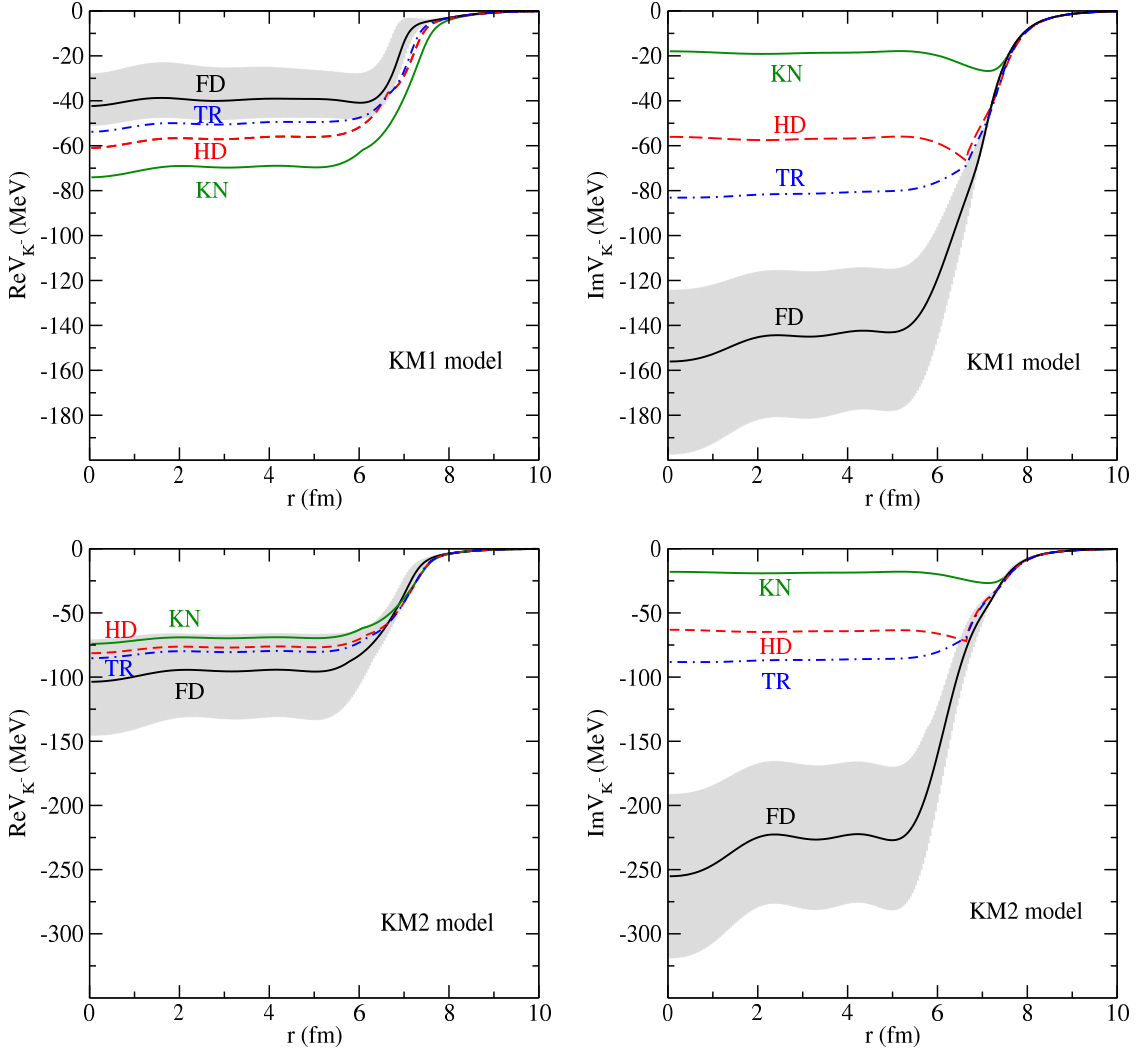 0
-20
-40
-60
-80
-100
-120
-140
-160
-180
ReV_K⁻ (MeV)
FD
TR
HD
KN
KM1 model
0 2 4 6 8 10
r (fm)
0
-20
-40
-60
-80
-100
-120
-140
-160
-180
ImV_K⁻ (MeV)
KN
HD
TR
FD
KM1 model
0 2 4 6 8 10
r (fm)
0
-50
-100
-150
-200
-250
-300
ReV_K⁻ (MeV)
KN
HD
TR
FD
KM2 model
0 2 4 6 8 10
r (fm)
0
-50
-100
-150
-200
-250
-300
ImV_K⁻ (MeV)
KN
HD
TR
FD
KM2 model
0 2 4 6 8 10
r (fm)